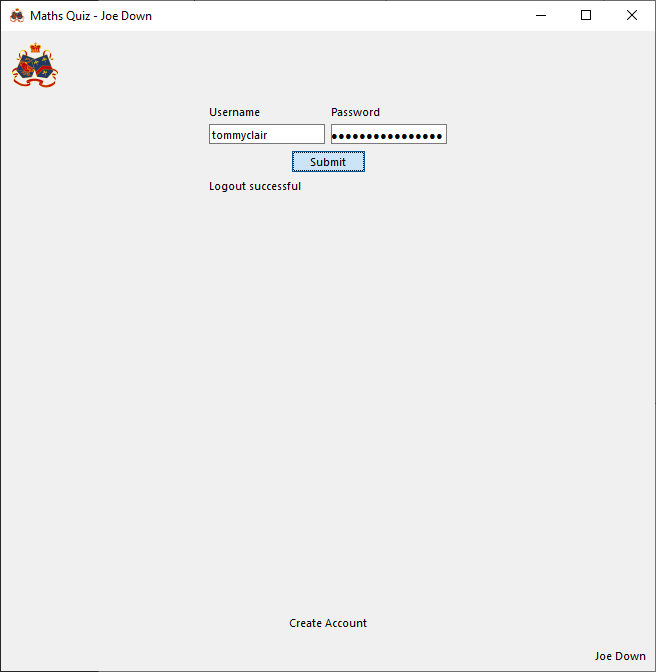 Maths Quiz - Joe Down
Username Password
tommyclair ●●●●●●●●●●●●●●●●
Submit
Logout successful
Create Account
Joe Down